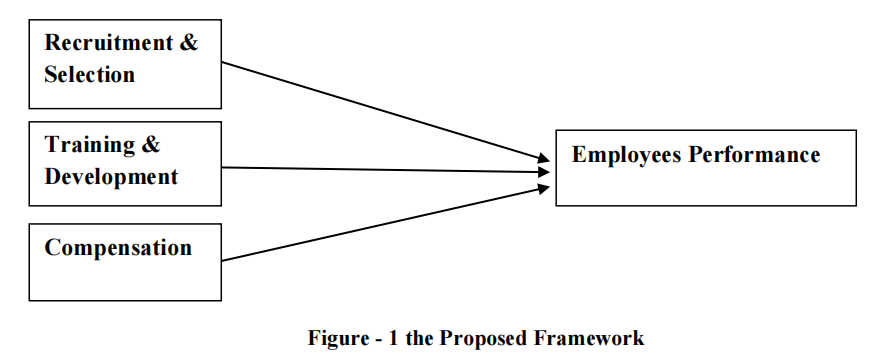 Recruitment &
Selection
Training &
Development
Compensation
Employees Performance
Figure - 1 the Proposed Framework